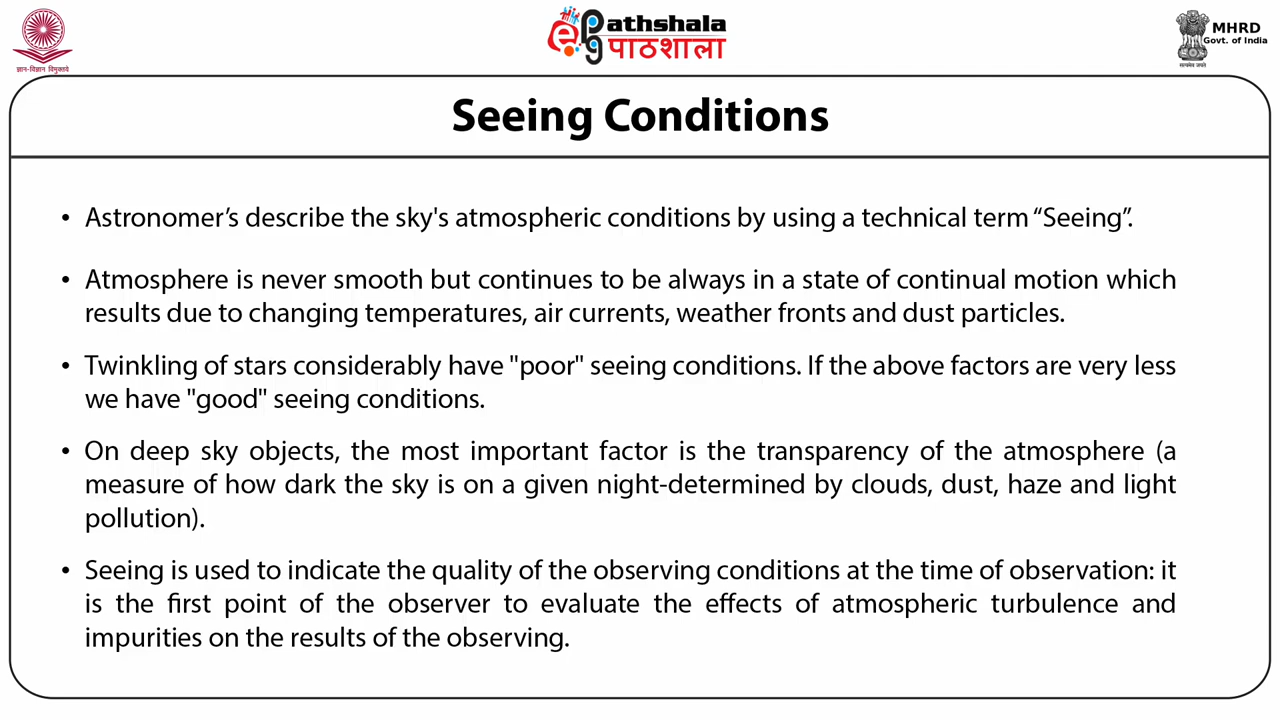 ज्ञान-विज्ञान विमुक्तये
ePathshala
पाठशाला
MHRD
Govt. of India
सत्यमेव जयते
Seeing Conditions
• Astronomer’s describe the sky's atmospheric conditions by using a technical term “Seeing”.
• Atmosphere is never smooth but continues to be always in a state of continual motion which
results due to changing temperatures, air currents, weather fronts and dust particles.
• Twinkling of stars considerably have "poor" seeing conditions. If the above factors are very less
we have "good" seeing conditions.
• On deep sky objects, the most important factor is the transparency of the atmosphere (a
measure of how dark the sky is on a given night-determined by clouds, dust, haze and light
pollution).
• Seeing is used to indicate the quality of the observing conditions at the time of observation: it
is the first point of the observer to evaluate the effects of atmospheric turbulence and
impurities on the results of the observing.